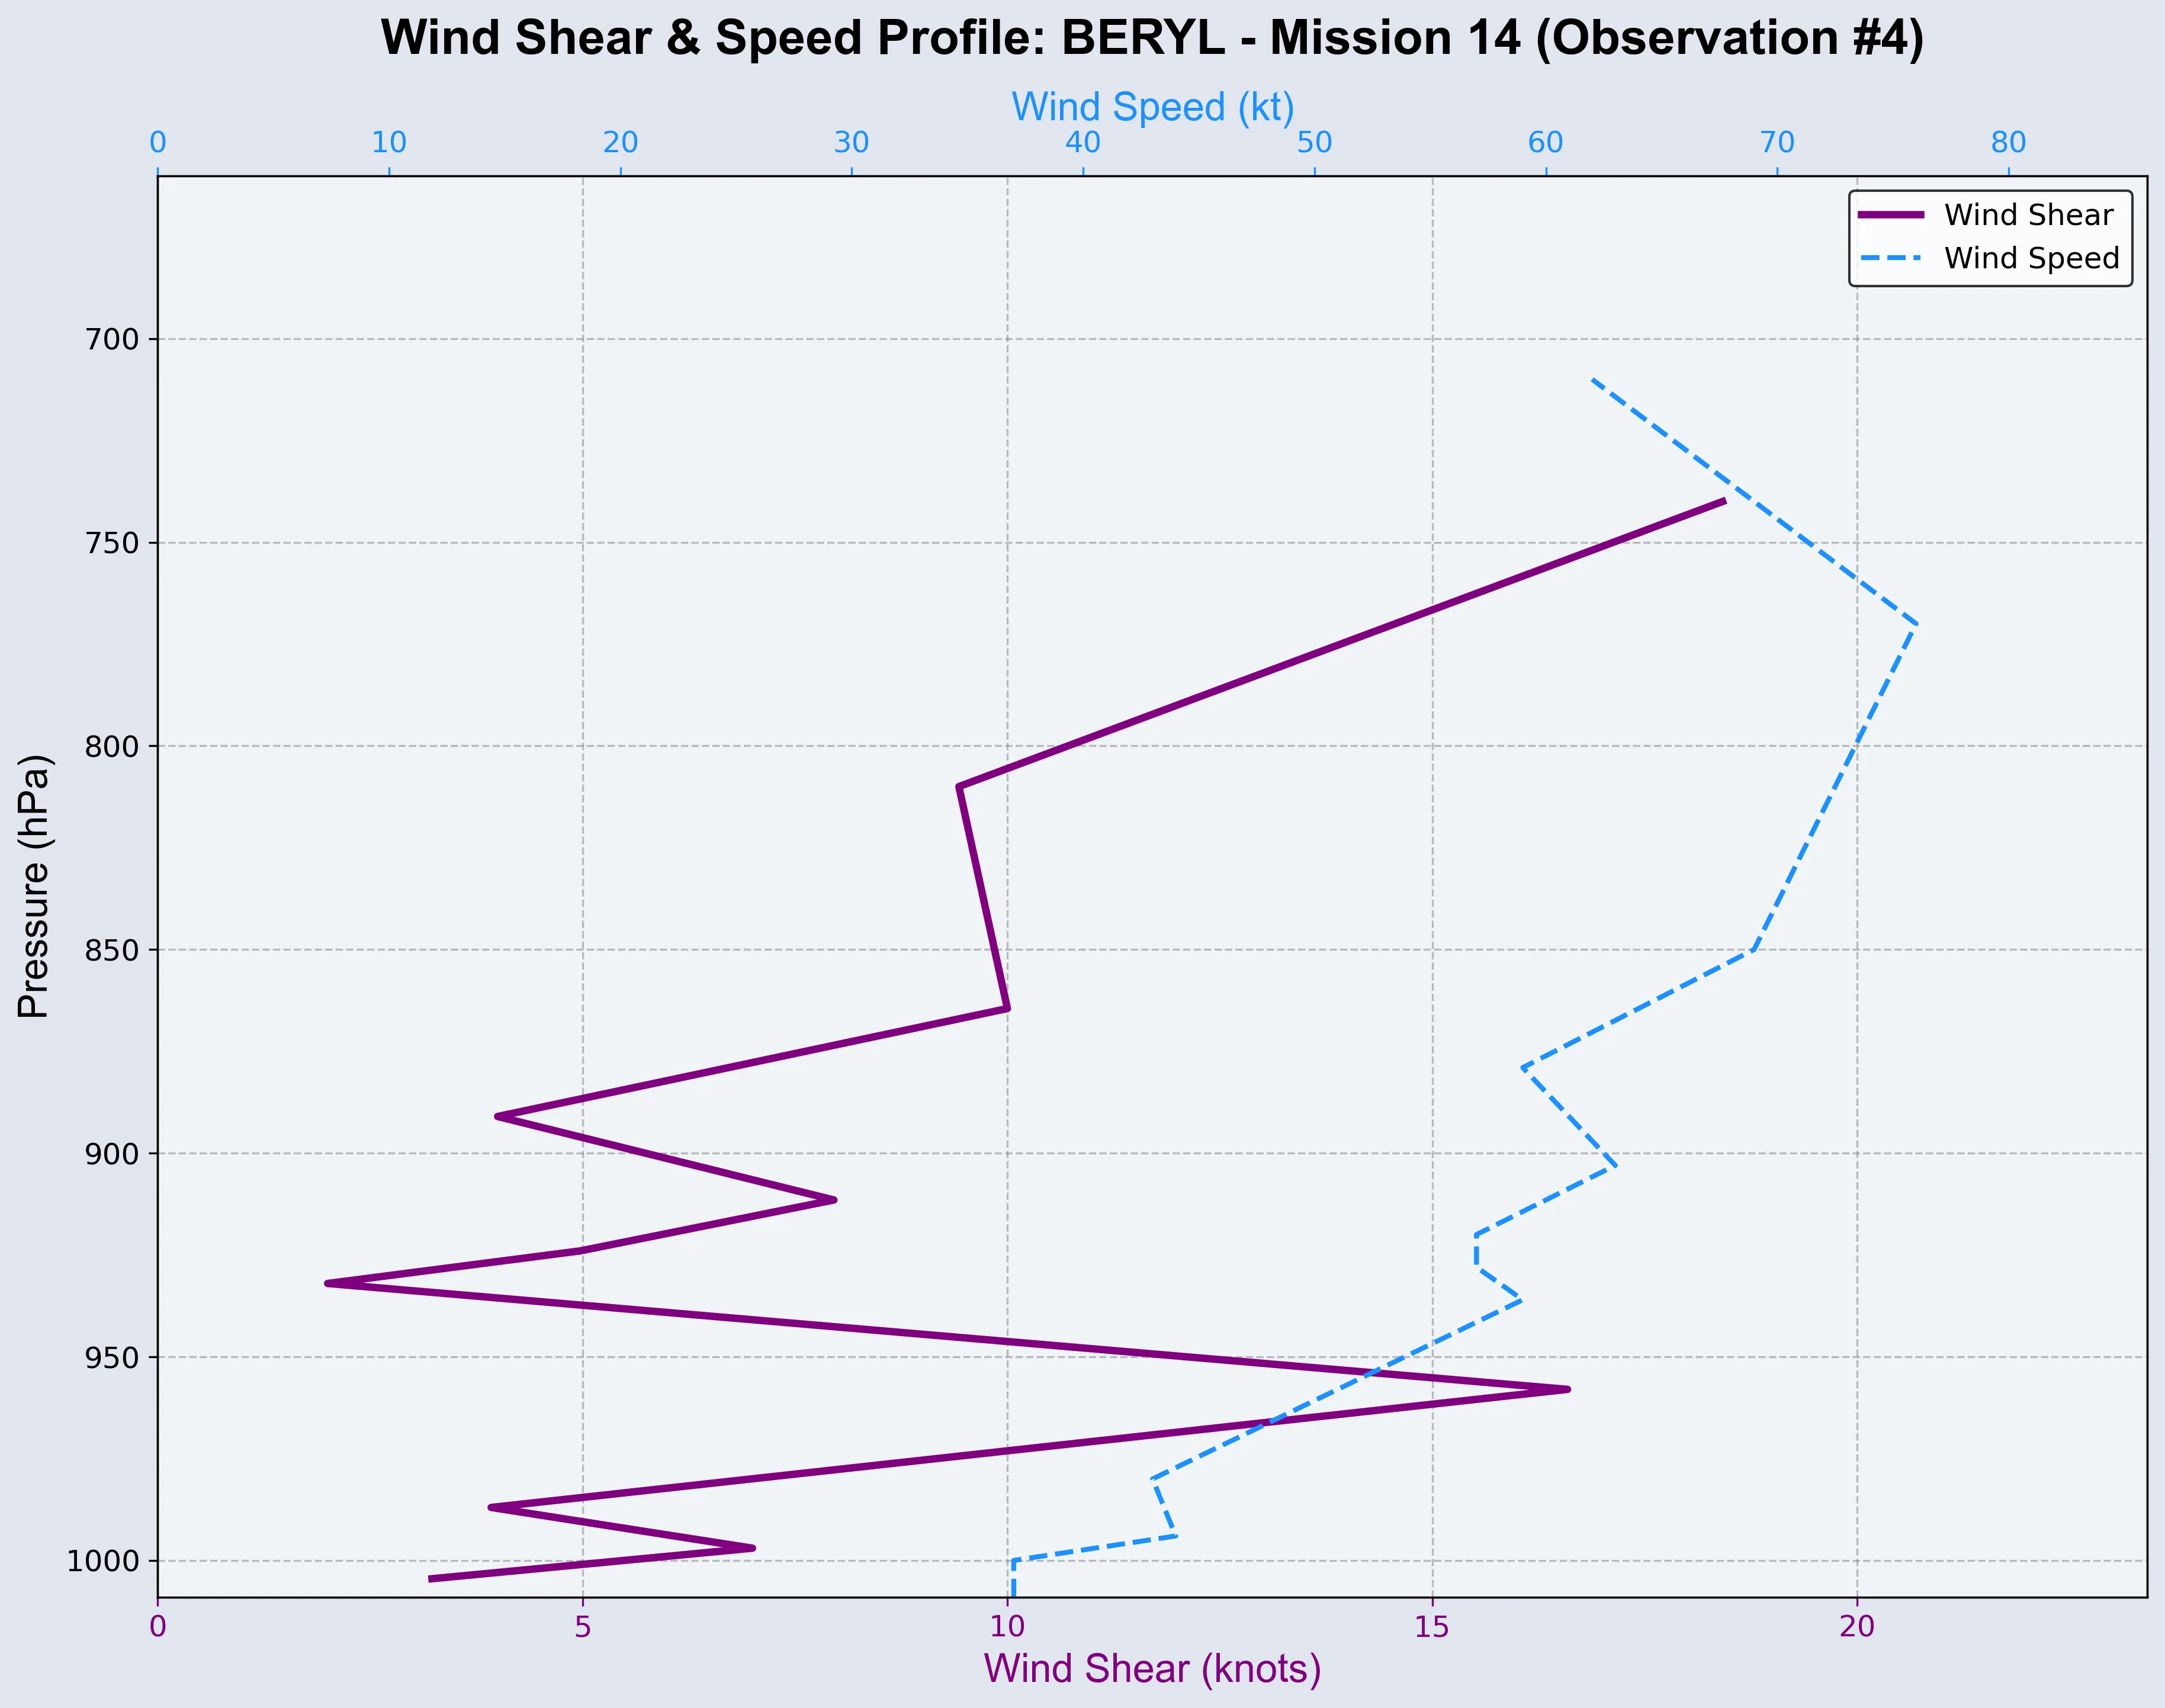 Wind Shear & Speed Profile: BERYL - Mission 14 (Observation #4)
Wind Speed (kt)
0 10 20 30 40 50 60 70 80
Wind Shear
Wind Speed
700
750
800
850
900
950
1000
Pressure (hPa)
0 5 10 15 20
Wind Shear (knots)